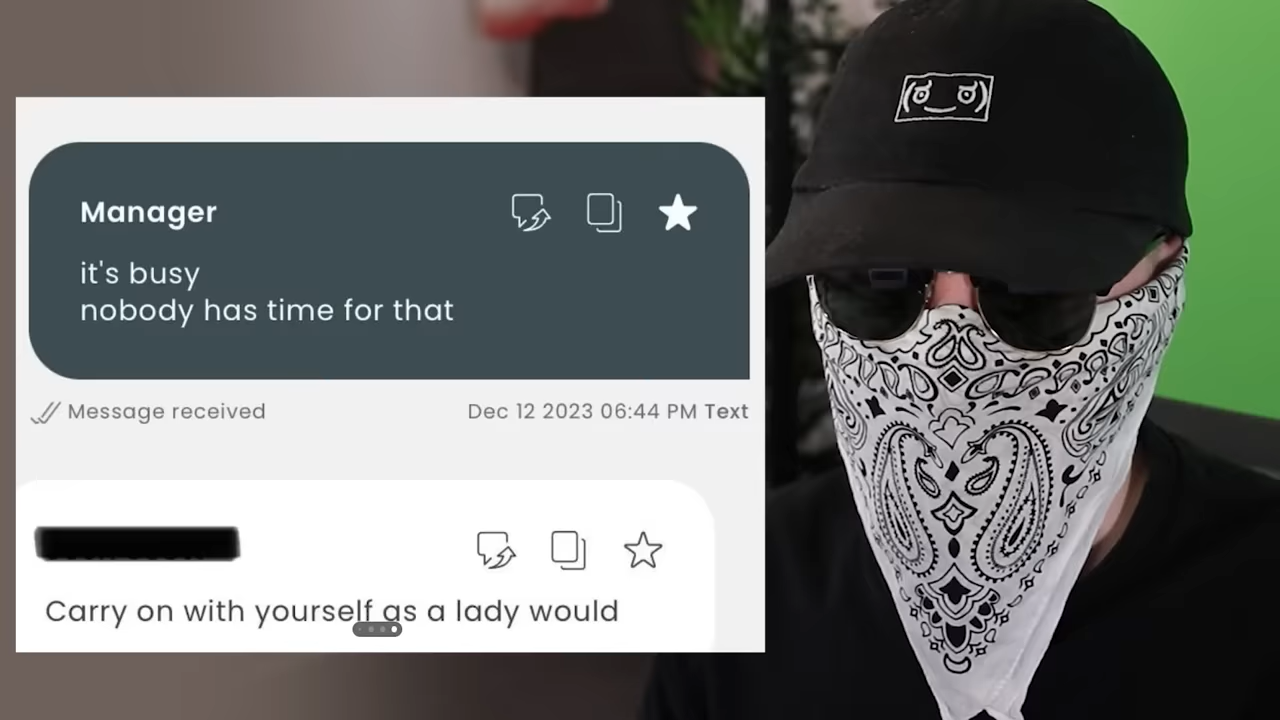 Manager
it's busy
nobody has time for that
Message received
Dec 12 2023 06:44 PM Text
Carry on with yourself as a lady would